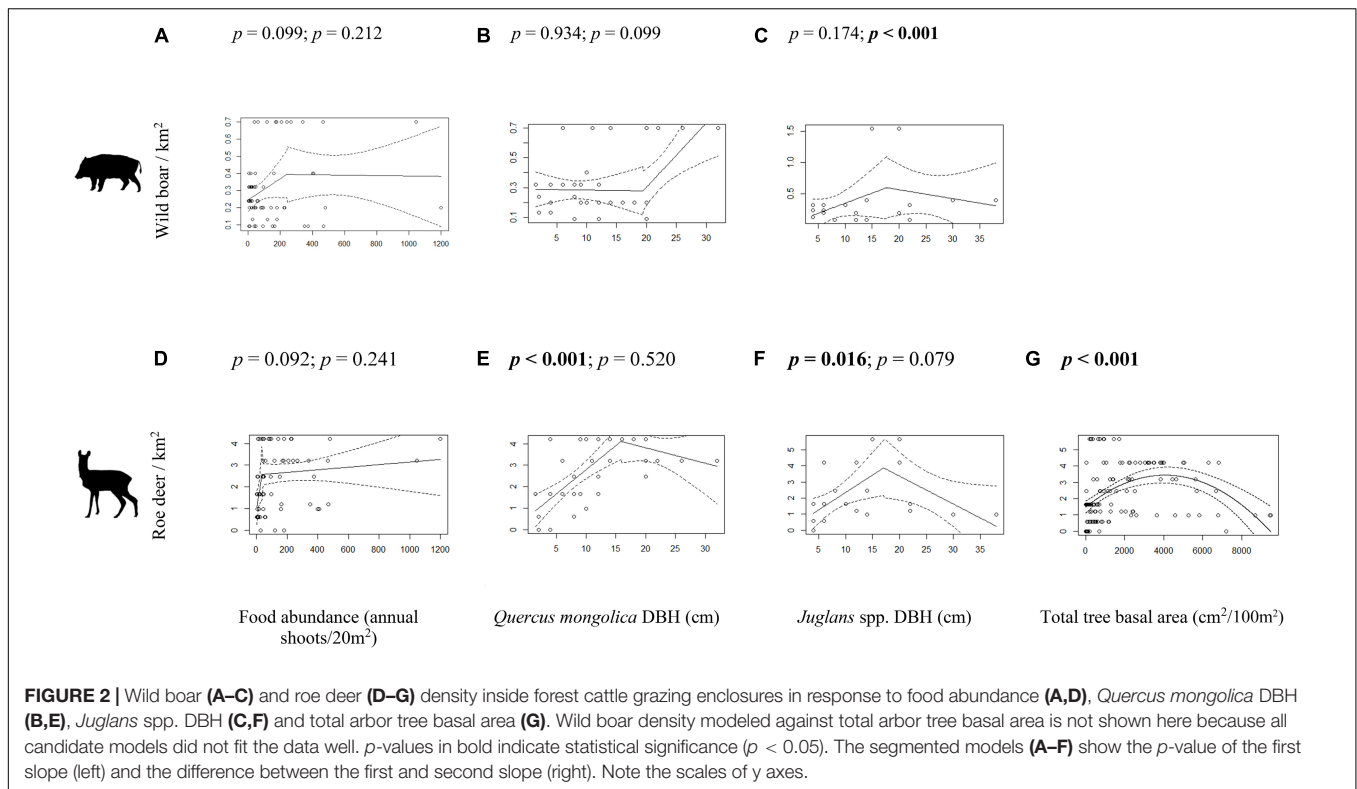 A p = 0.099; p = 0.212
B p = 0.934; p = 0.099
C p = 0.174; p < 0.001
Wild boar / km²
0.1 0.2 0.3 0.4 0.5 0.6 0.7
0 200 400 600 800 1000 1200
0.1 0.3 0.5 0.7
5 10 15 20 25 30
0.5 1.0 1.5
5 10 15 20 25 30 35
D p = 0.092; p = 0.241
E p < 0.001; p = 0.520
F p = 0.016; p = 0.079
G p < 0.001
Roe deer / km²
0 1 2 3 4
0 200 400 600 800 1000 1200
0 1 2 3 4
5 10 15 20 25 30
0 1 2 3 4 5
5 10 15 20 25 30 35
0 1 2 3 4 5
0 2000 4000 6000 8000
Food abundance (annual
shoots/20m²)
Quercus mongolica DBH (cm)
Juglans spp. DBH (cm)
Total tree basal area (cm²/100m²)
FIGURE 2 | Wild boar (A–C) and roe deer (D–G) density inside forest cattle grazing enclosures in response to food abundance (A,D), Quercus mongolica DBH
(B,E), Juglans spp. DBH (C,F) and total arbor tree basal area (G). Wild boar density modeled against total arbor tree basal area is not shown here because all
candidate models did not fit the data well. p-values in bold indicate statistical significance (p < 0.05). The segmented models (A–F) show the p-value of the first
slope (left) and the difference between the first and second slope (right). Note the scales of y axes.